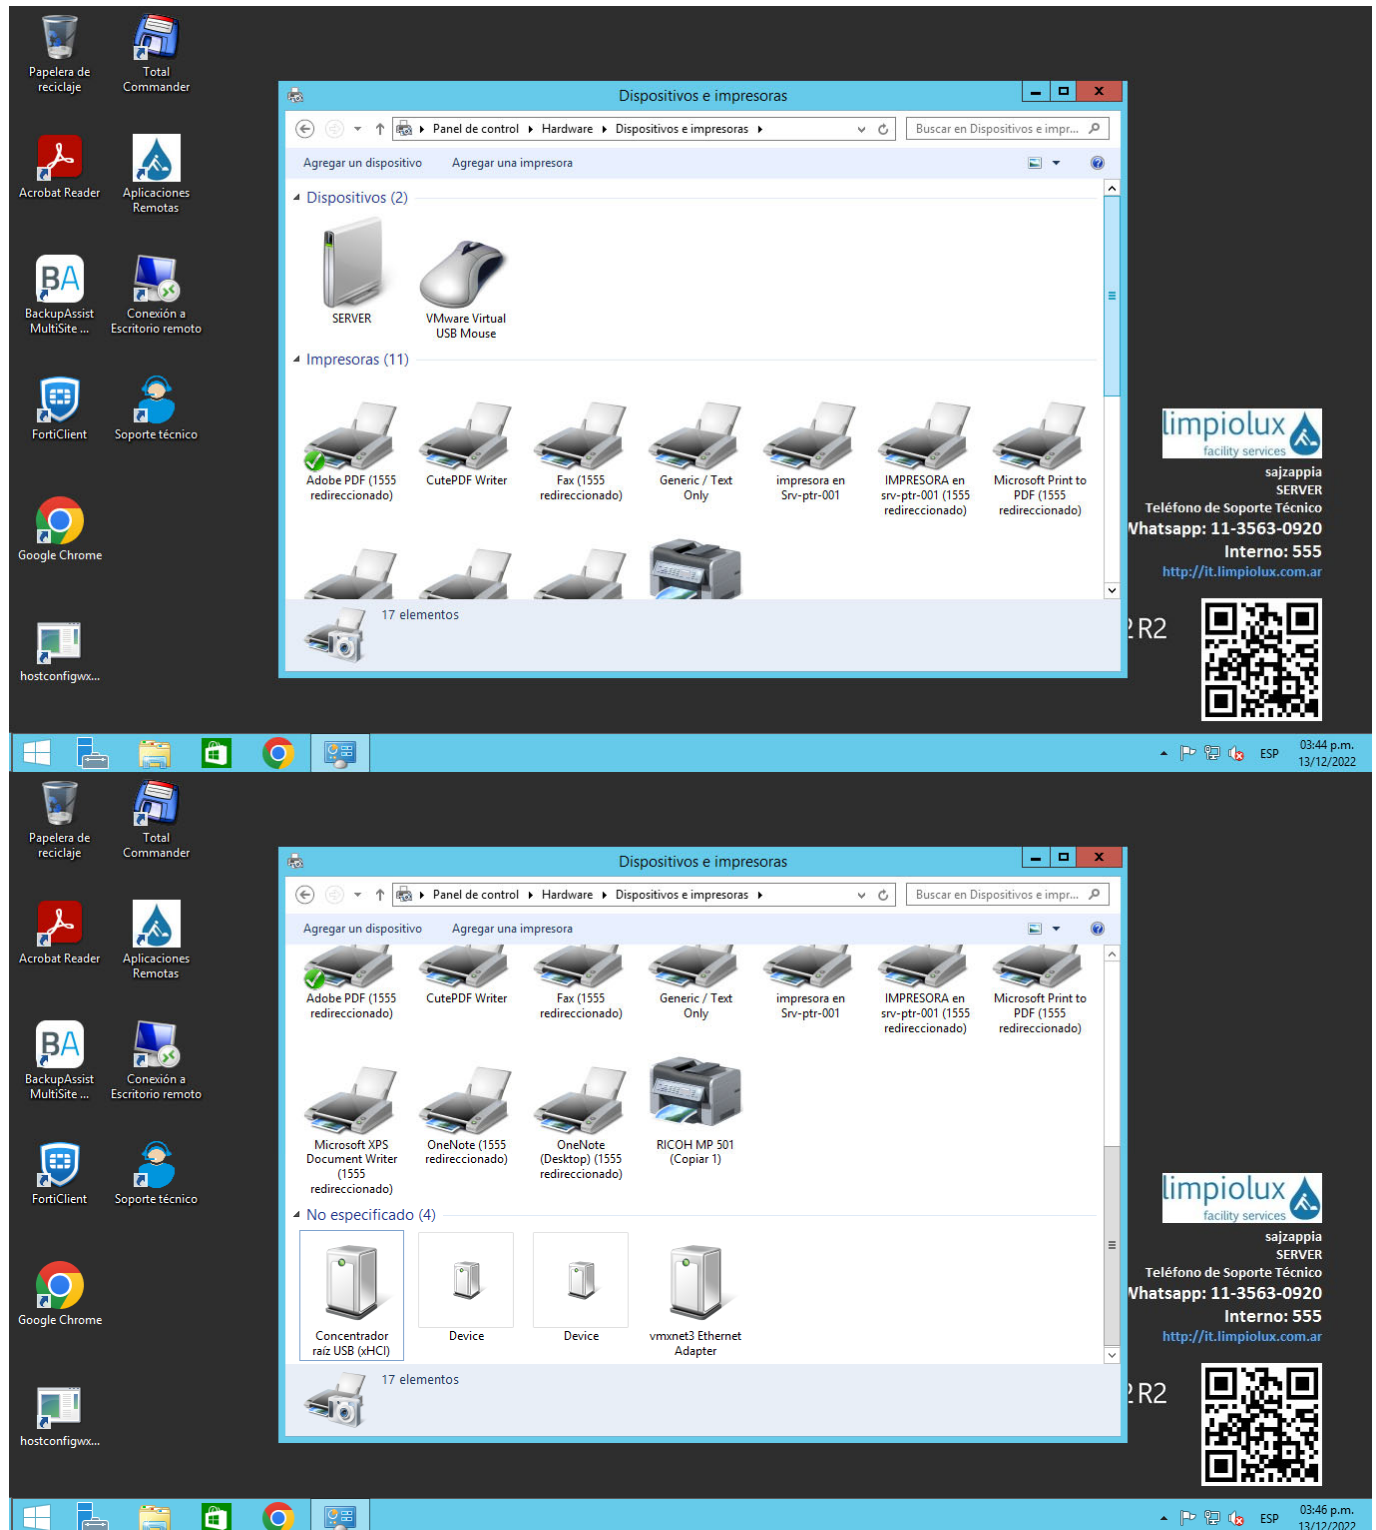 Papelera de
reciclaje
Total
Commander
Acrobat Reader
Aplicaciones
Remotas
BA
BackupAssist
MultiSite ...
Conexión a
Escritorio remoto
FortiClient
Soporte técnico
Google Chrome
hostconfigwx...
Dispositivos e impresoras
Panel de control
Hardware
Dispositivos e impresoras
Buscar en Dispositivos e impr...
Agregar un dispositivo
Agregar una impresora
Dispositivos (2)
SERVER
VMware Virtual
USB Mouse
Impresoras (11)
Adobe PDF (1555
redireccionado)
CutePDF Writer
Fax (1555
redireccionado)
Generic / Text
Only
impresora en
Srv-ptr-001
IMPRESORA en
srv-ptr-001 (1555
redireccionado)
Microsoft Print to
PDF (1555
redireccionado)
17 elementos
limpiolux
facility services
sajzappia
SERVER
Teléfono de Soporte Técnico
Whatsapp: 11-3563-0920
Interno: 555
http://it.limpiolux.com.ar
2 R2
ESP
03:44 p.m.
13/12/2022
Papelera de
reciclaje
Total
Commander
Acrobat Reader
Aplicaciones
Remotas
BA
BackupAssist
MultiSite ...
Conexión a
Escritorio remoto
FortiClient
Soporte técnico
Google Chrome
hostconfigwx...
Dispositivos e impresoras
Panel de control
Hardware
Dispositivos e impresoras
Buscar en Dispositivos e impr...
Agregar un dispositivo
Agregar una impresora
Adobe PDF (1555
redireccionado)
CutePDF Writer
Fax (1555
redireccionado)
Generic / Text
Only
impresora en
Srv-ptr-001
IMPRESORA en
srv-ptr-001 (1555
redireccionado)
Microsoft Print to
PDF (1555
redireccionado)
Microsoft XPS
Document Writer
(1555
redireccionado)
OneNote (1555
redireccionado)
OneNote
(Desktop) (1555
redireccionado)
RICOH MP 501
(Copiar 1)
No especificado (4)
Concentrador
raíz USB (xHCI)
Device
Device
vmxnet3 Ethernet
Adapter
17 elementos
limpiolux
facility services
sajzappia
SERVER
Teléfono de Soporte Técnico
Whatsapp: 11-3563-0920
Interno: 555
http://it.limpiolux.com.ar
2 R2
ESP
03:46 p.m.
13/12/2022